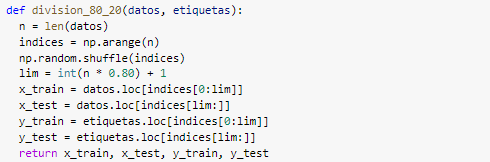 def division_80_20(datos, etiquetas):
  n = len(datos)
  indices = np.arange(n)
  np.random.shuffle(indices)
  lim = int(n * 0.80) + 1
  x_train = datos.loc[indices[0:lim]]
  x_test = datos.loc[indices[lim:]]
  y_train = etiquetas.loc[indices[0:lim]]
  y_test = etiquetas.loc[indices[lim:]]
  return x_train, x_test, y_train, y_test